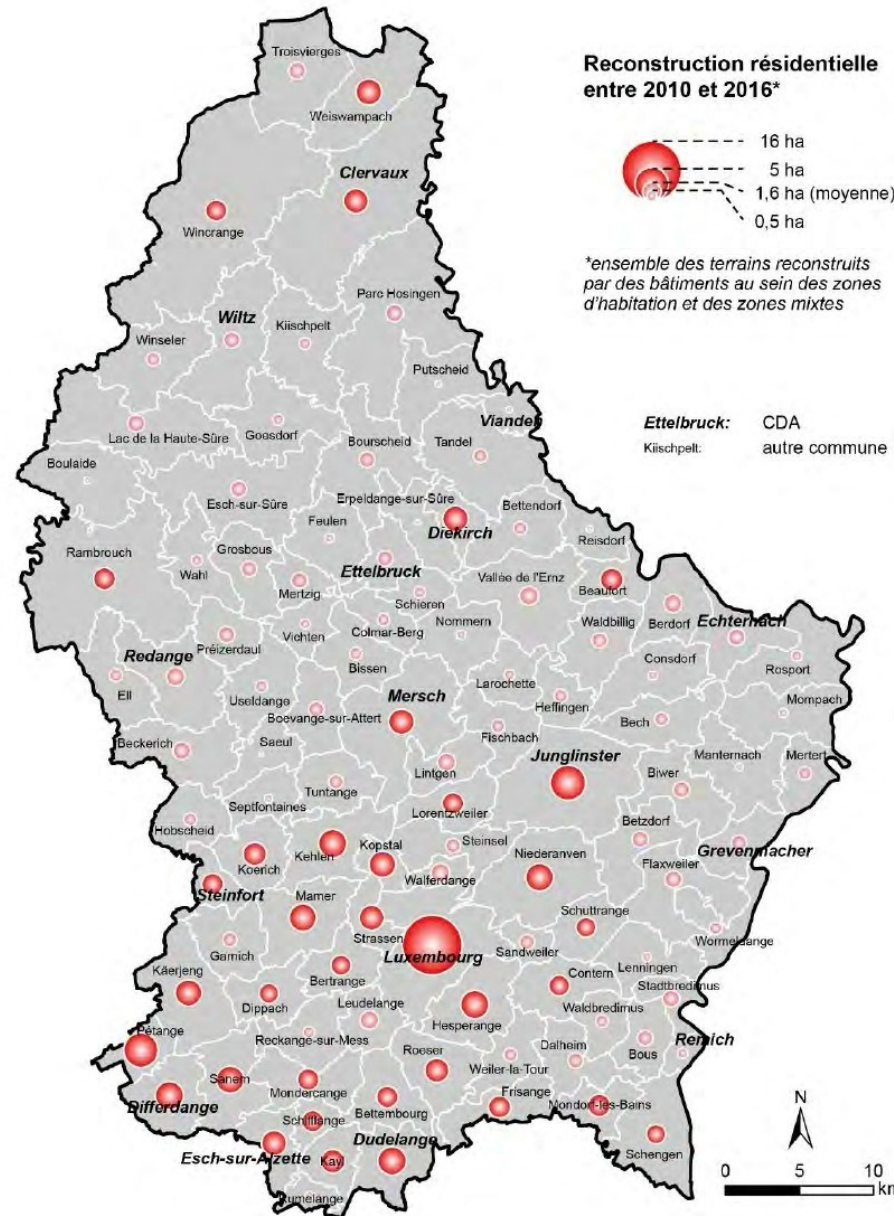 Reconstruction résidentielle
entre 2010 et 2016*
16 ha
5 ha
1,6 ha (moyenne)
0,5 ha
*ensemble des terrains reconstruits
par des bâtiments au sein des zones
d'habitation et des zones mixtes
Ettelbruck: CDA
Kiischpelt: autre commune
Troisvierges
Weiswampach
Clervaux
Wincrange
Parc Hosingen
Wiltz
Kiischpelt
Winseler
Putscheid
Vianden
Goesdorf
Lac de la Haute-Sûre
Bourscheid
Tandel
Boulaide
Esch-sur-Sûre
Erpeldange-sur-Sûre
Bettendorf
Feulen
Diekirch
Reisdorf
Rambrouch
Grosbous
Wahl
Ettelbruck
Vallée de l'Ernz
Beaufort
Mertzig
Schieren
Berdorf
Echternach
Vichten
Colmar-Berg
Nommern
Waldbillig
Préizerdaul
Redange
Bissen
Consdorf
Rosport
Ell
Larochette
Useldange
Mersch
Heffingen
Mompach
Boevange-sur-Attert
Bech
Fischbach
Beckerich
Saeul
Junglinster
Manternach
Mertert
Lintgen
Biwer
Tuntange
Septfontaines
Lorentzweiler
Hobscheid
Betzdorf
Steinsel
Kehlen
Kopstal
Niederanven
Grevenmacher
Koerich
Flaxweiler
Walferdange
Steinfort
Mamer
Schuttrange
Strassen
Wormeldange
Garnich
Luxembourg
Sandweiler
Lenningen
Käerjeng
Bertrange
Contern
Stadtbredimus
Dippach
Leudelange
Waldbredimus
Hesperange
Pétange
Reckange-sur-Mess
Dalheim
Bous
Remich
Roeser
Weiler-la-Tour
Sanem
Mondercange
Frisange
Differdange
Bettembourg
Mondorf-les-Bains
Schifflange
Dudelange
Esch-sur-Alzette
Kayl
Schengen
Rumelange
N
0 5 10
km